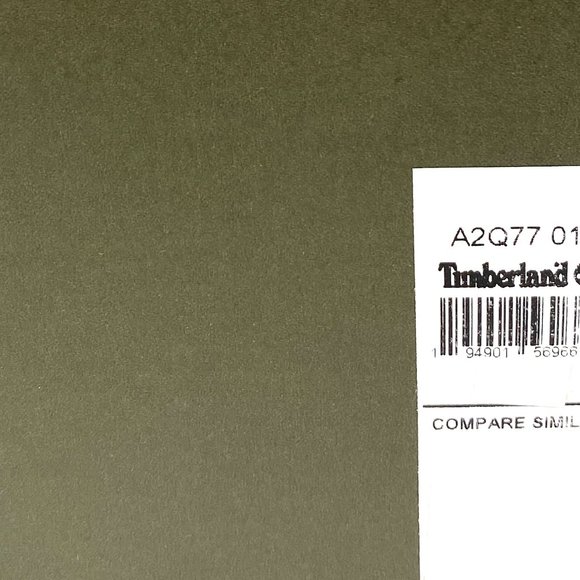 A2Q77 01
Timberland
1 94901 56966
COMPARE SIMIL